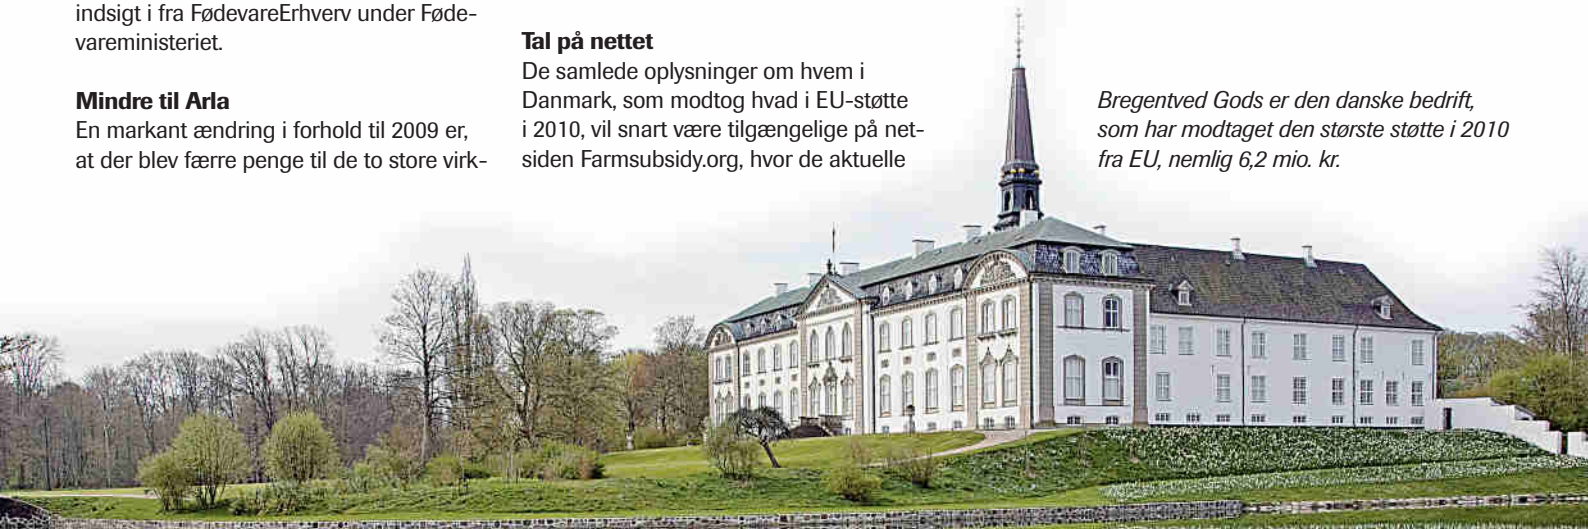 indsigt i fra FødevareErhverv under Føde-
vareministeriet.
Mindre til Arla
En markant ændring i forhold til 2009 er,
at der blev færre penge til de to store virk-
Tal på nettet
De samlede oplysninger om hvem i
Danmark, som modtog hvad i EU-støtte
i 2010, vil snart være tilgængelige på net-
siden Farmsubsidy.org, hvor de aktuelle
Bregentved Gods er den danske bedrift,
som har modtaget den største støtte i 2010
fra EU, nemlig 6,2 mio. kr.